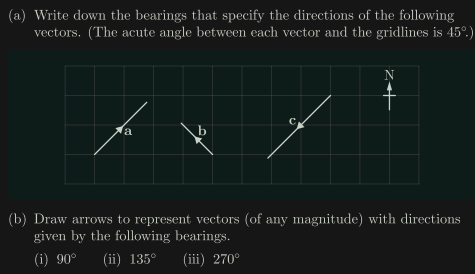 (a) Write down the bearings that specify the directions of the following
vectors. (The acute angle between each vector and the gridlines is 45°.)
N
a
b
c
(b) Draw arrows to represent vectors (of any magnitude) with directions
given by the following bearings.
(i) 90° (ii) 135° (iii) 270°